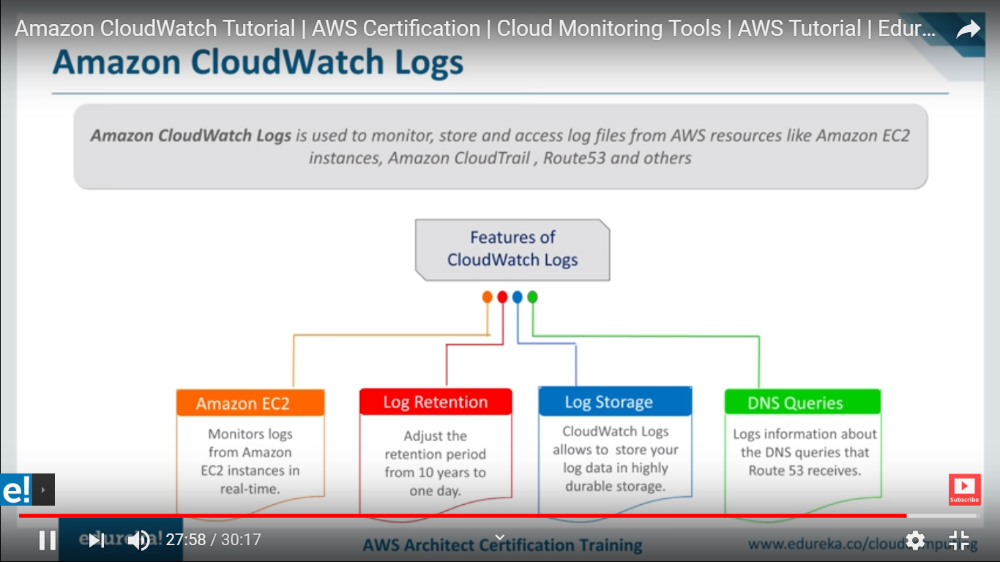 Amazon CloudWatch Tutorial | AWS Certification | Cloud Monitoring Tools | AWS Tutorial | Edur...
Amazon CloudWatch Logs
Amazon CloudWatch Logs is used to monitor, store and access log files from AWS resources like Amazon EC2
instances, Amazon CloudTrail , Route53 and others
Features of
CloudWatch Logs
Amazon EC2
Monitors logs
from Amazon
EC2 instances in
real-time.
Log Retention
Adjust the
retention period
from 10 years to
one day.
Log Storage
CloudWatch Logs
allows to store your
log data in highly
durable storage.
DNS Queries
Logs information about
the DNS queries that
Route 53 receives.
e!
Subscribe
edureka!
27:58 / 30:17
AWS Architect Certification Training
www.edureka.co/cloudcomputing